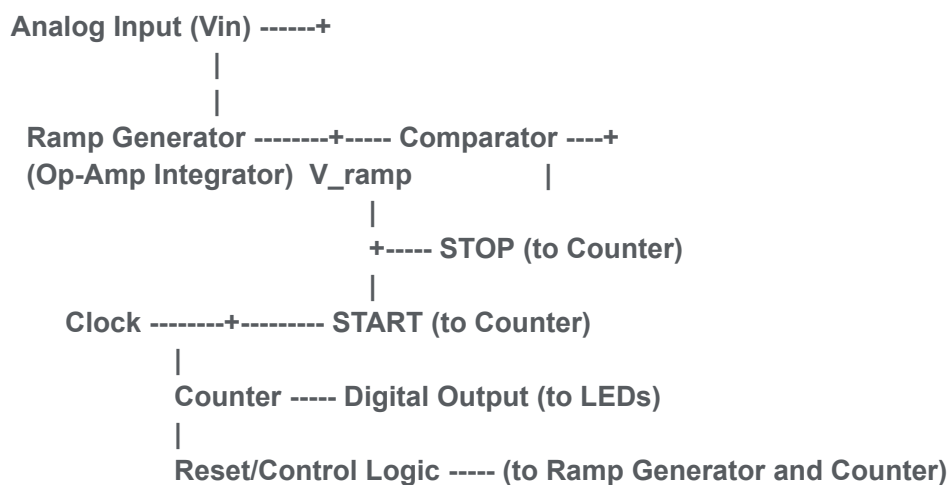 Analog Input (Vin) ------+
|
|
Ramp Generator --------+----- Comparator ----+
(Op-Amp Integrator) V_ramp |
|
+----- STOP (to Counter)
|
Clock --------+--------- START (to Counter)
|
Counter ----- Digital Output (to LEDs)
|
Reset/Control Logic ----- (to Ramp Generator and Counter)